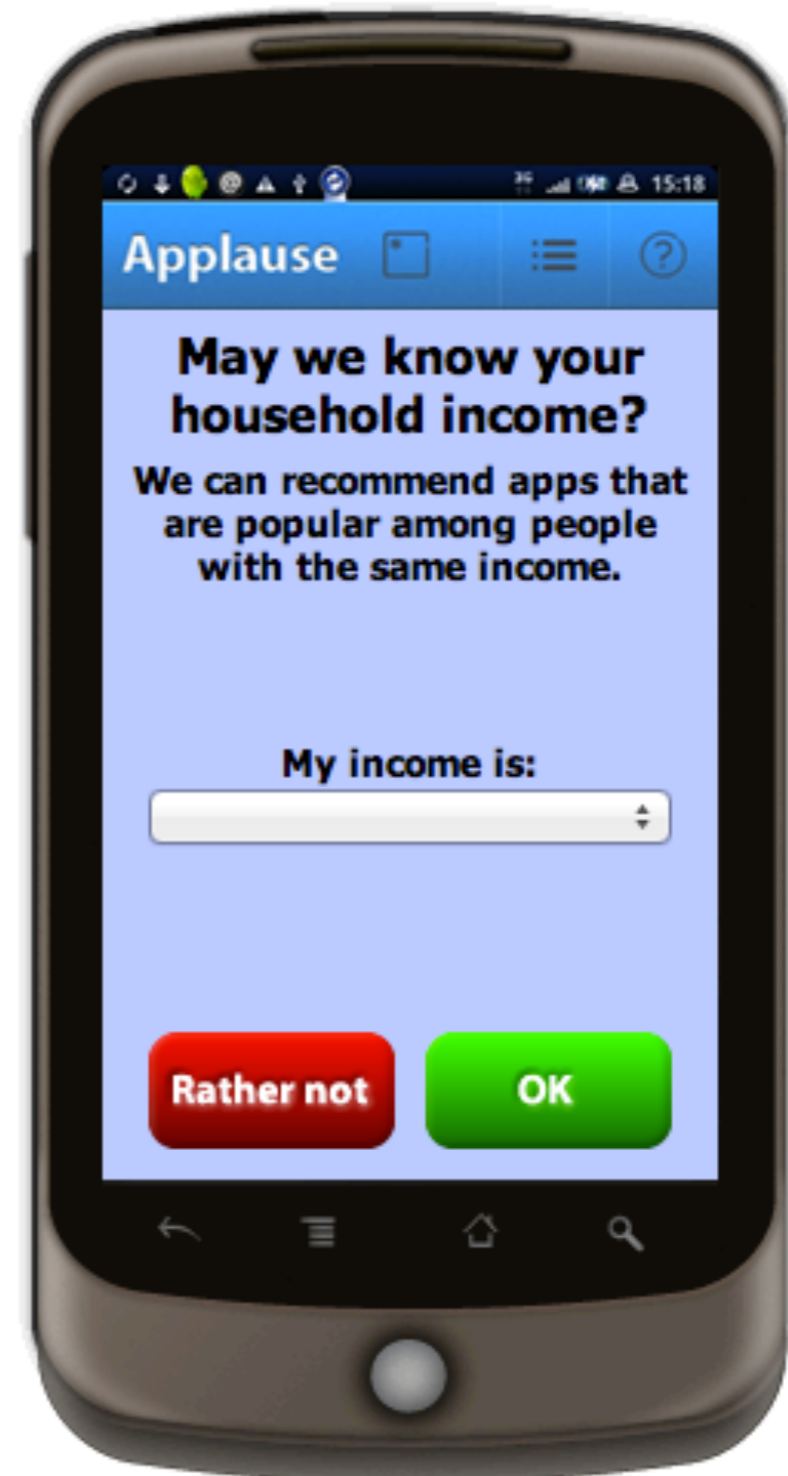 15:18
Applause
May we know your
household income?
We can recommend apps that
are popular among people
with the same income.
My income is:
Rather not OK